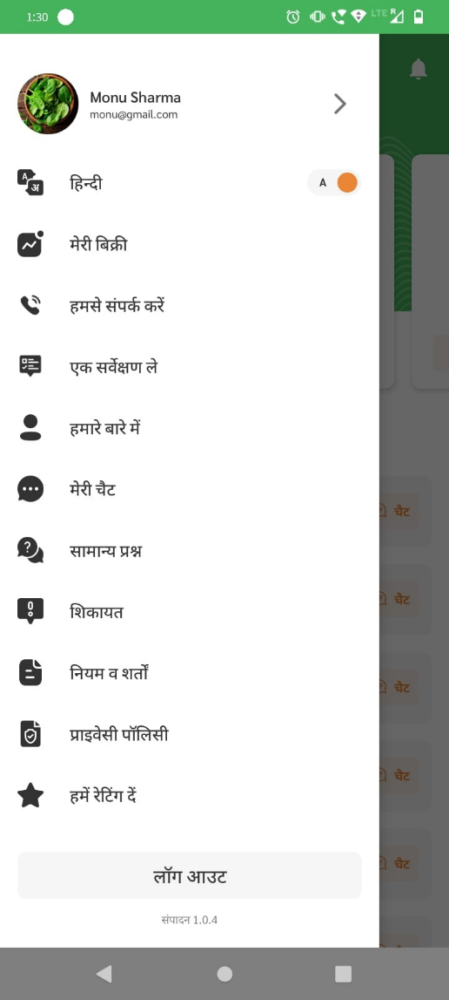 1:30
LTE R
Monu Sharma
monu@gmail.com
A अ
हिन्दी
A
मेरी बिक्री
हमसे संपर्क करें
एक सर्वेक्षण ले
हमारे बारे में
मेरी चैट
सामान्य प्रश्न
शिकायत
नियम व शर्तों
प्राइवेसी पॉलिसी
हमें रेटिंग दें
लॉग आउट
संपादन 1.0.4
चैट
चैट
चैट
चैट
चैट